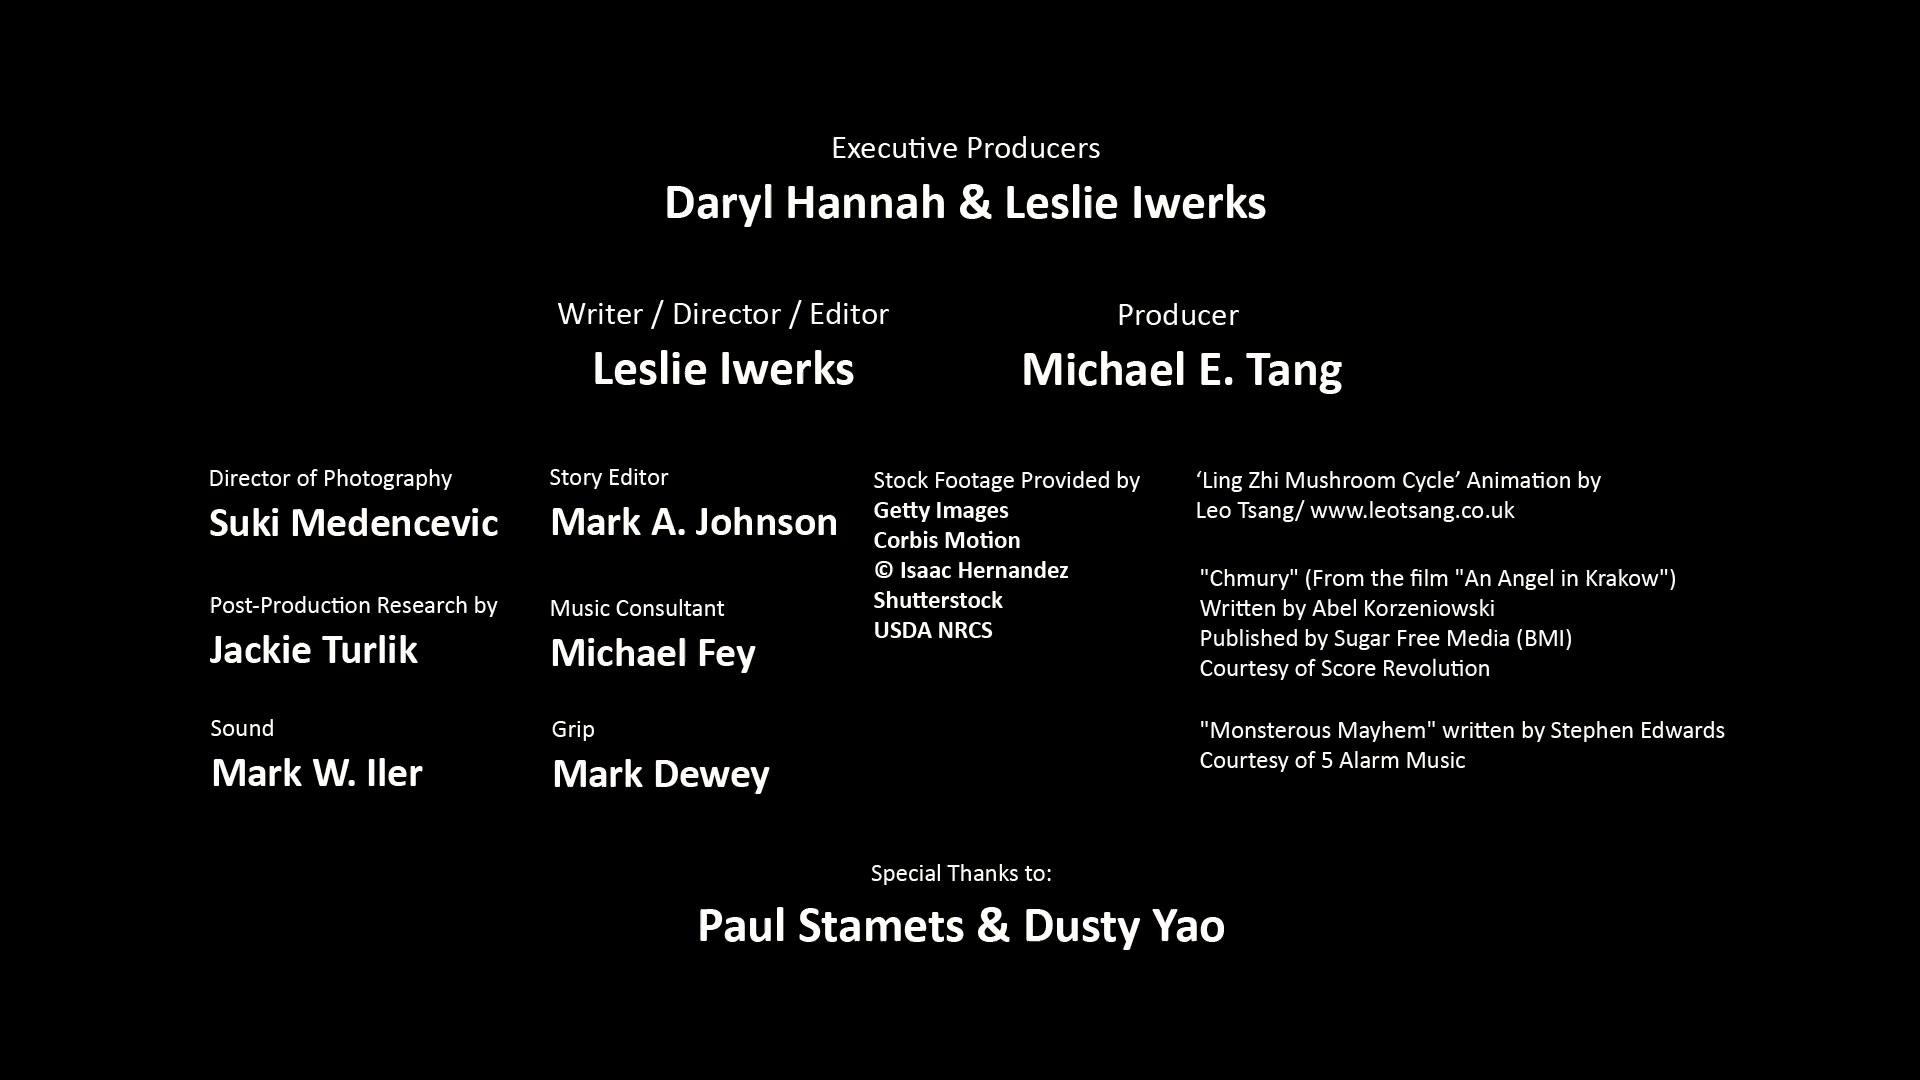 Executive Producers
Daryl Hannah & Leslie Iwerks
Writer / Director / Editor
Leslie Iwerks
Producer
Michael E. Tang
Director of Photography
Suki Medencevic
Post-Production Research by
Jackie Turlik
Sound
Mark W. Iler
Story Editor
Mark A. Johnson
Music Consultant
Michael Fey
Grip
Mark Dewey
Stock Footage Provided by
Getty Images
Corbis Motion
© Isaac Hernandez
Shutterstock
USDA NRCS
‘Ling Zhi Mushroom Cycle’ Animation by
Leo Tsang/ www.leotsang.co.uk
"Chmury" (From the film "An Angel in Krakow")
Written by Abel Korzeniowski
Published by Sugar Free Media (BMI)
Courtesy of Score Revolution
"Monsterous Mayhem" written by Stephen Edwards
Courtesy of 5 Alarm Music
Special Thanks to:
Paul Stamets & Dusty Yao